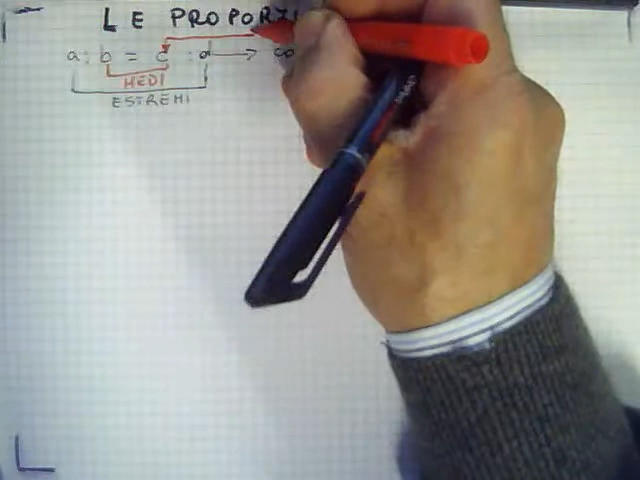 LE PROPORZI
a : b = c : d → co
MEDI
ESTREMI